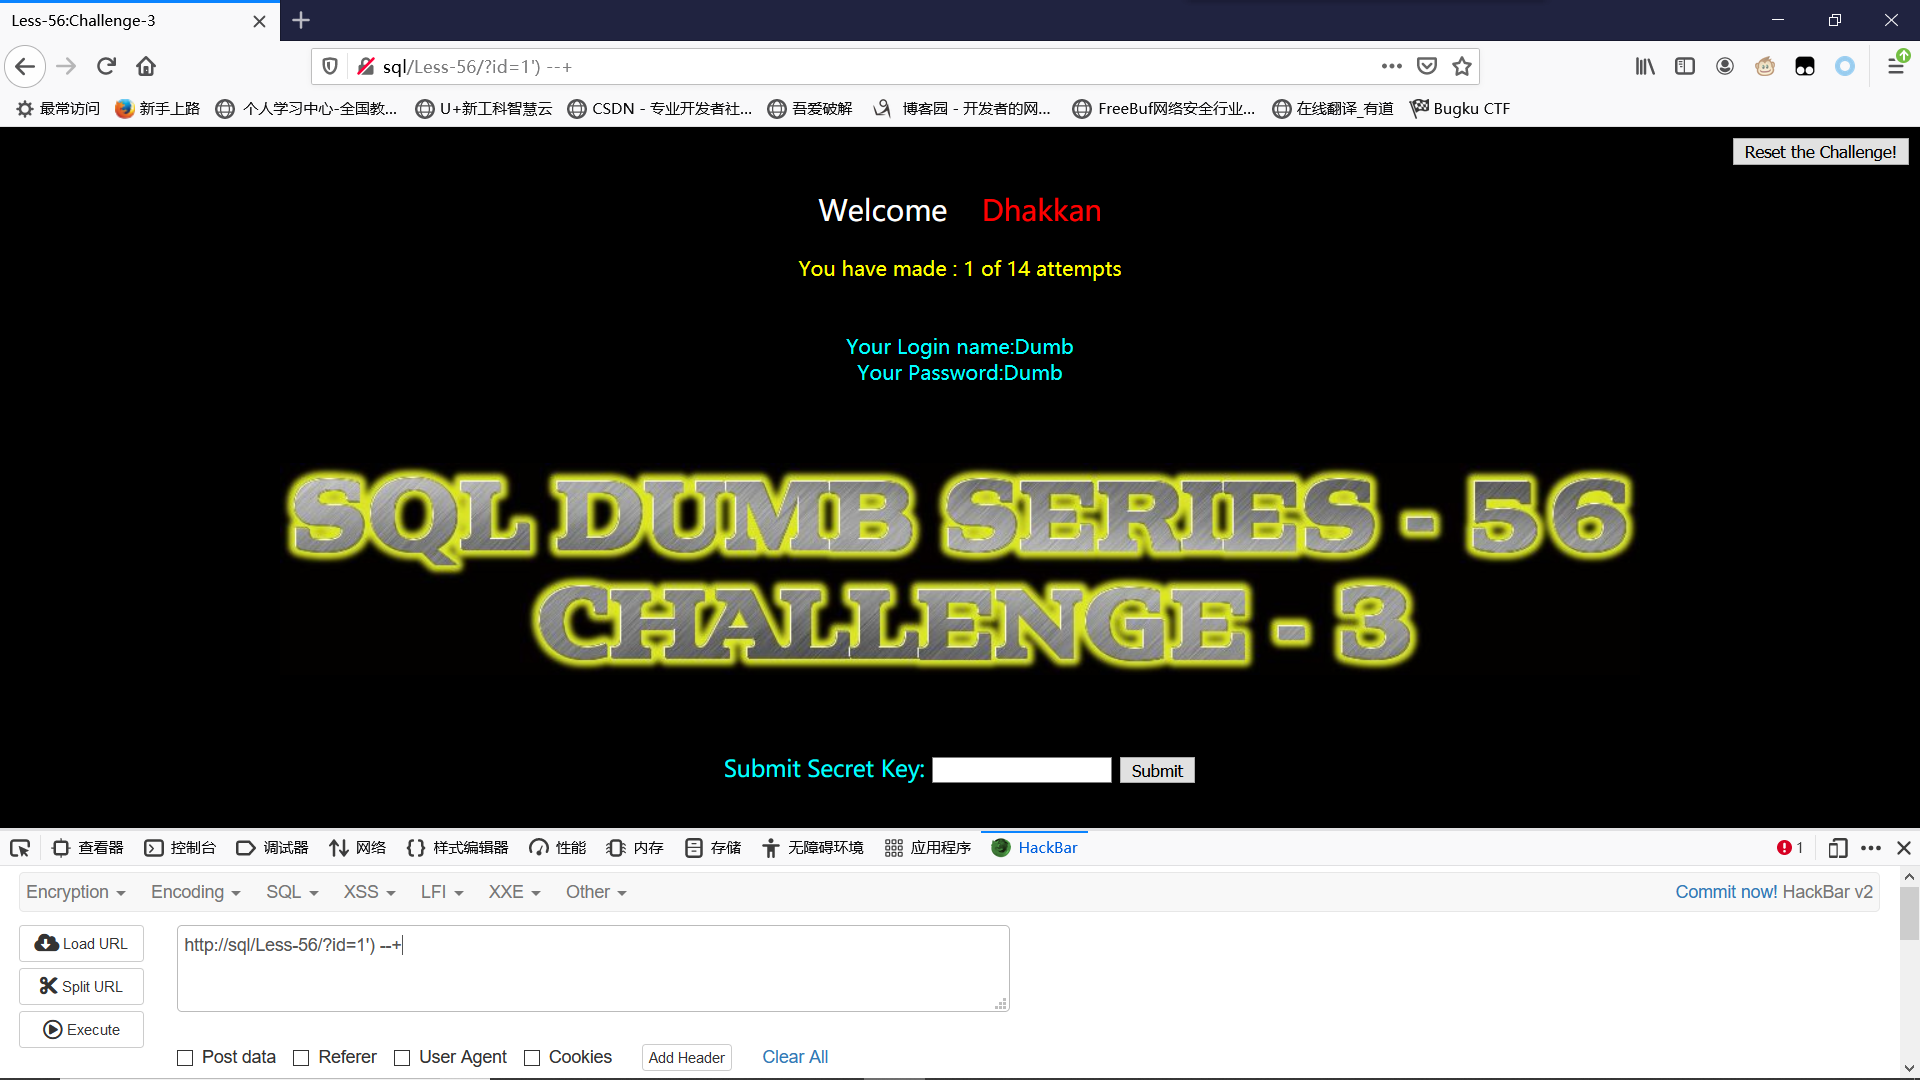 Less-56:Challenge-3
sql/Less-56/?id=1') --+
最常访问 新手上路 个人学习中心-全国教... U+新工科智慧云 CSDN - 专业开发者社... 吾爱破解 博客园 - 开发者的网... FreeBuf网络安全行业... 在线翻译_有道 Bugku CTF
Reset the Challenge!
Welcome Dhakkan
You have made : 1 of 14 attempts
Your Login name:Dumb
Your Password:Dumb
SQL DUMB SERIES - 56
CHALLENGE - 3
Submit Secret Key: Submit
查看器 控制台 调试器 网络 样式编辑器 性能 内存 存储 无障碍环境 应用程序 HackBar 1
Encryption Encoding SQL XSS LFI XXE Other Commit now! HackBar v2
Load URL http://sql/Less-56/?id=1') --+
Split URL
Execute
Post data Referer User Agent Cookies Add Header Clear All